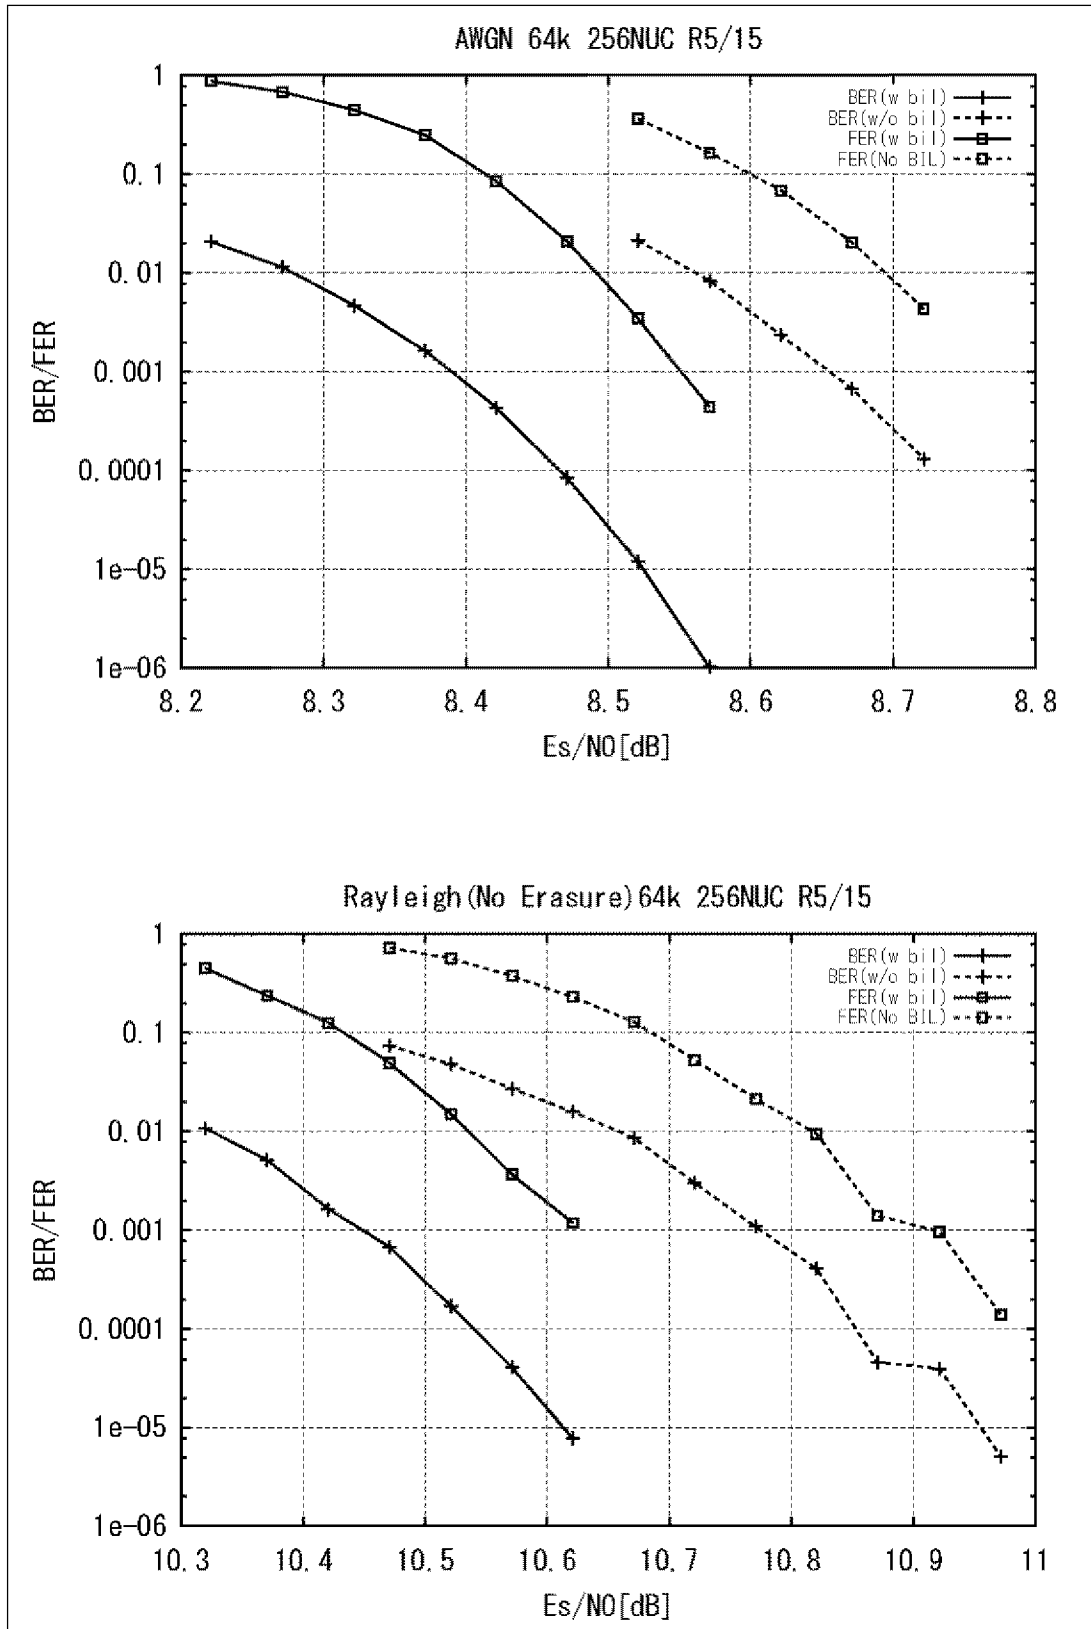 AWGN 64k 256NUC R5/15
1
BER(w bil)
BER(w/o bil)
FER(w bil)
FER(No BIL)
0.1
0.01
0.001
0.0001
1e-05
1e-06
BER/FER
8.2 8.3 8.4 8.5 8.6 8.7 8.8
Es/N0[dB]
Rayleigh(No Erasure)64k 256NUC R5/15
1
BER(w bil)
BER(w/o bil)
FER(w bil)
FER(No BIL)
0.1
0.01
0.001
0.0001
1e-05
1e-06
BER/FER
10.3 10.4 10.5 10.6 10.7 10.8 10.9 11
Es/N0[dB]